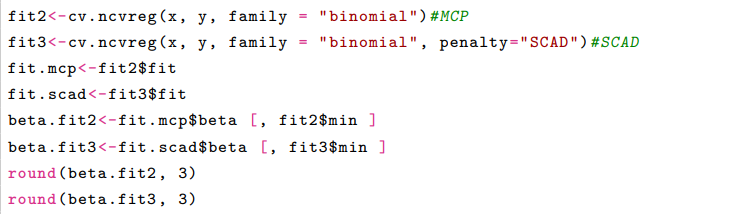 fit2<-cv.ncvreg(x, y, family = "binomial")#MCP
fit3<-cv.ncvreg(x, y, family = "binomial", penalty="SCAD")#SCAD
fit.mcp<-fit2$fit
fit.scad<-fit3$fit
beta.fit2<-fit.mcp$beta [, fit2$min ]
beta.fit3<-fit.scad$beta [, fit3$min ]
round(beta.fit2, 3)
round(beta.fit3, 3)